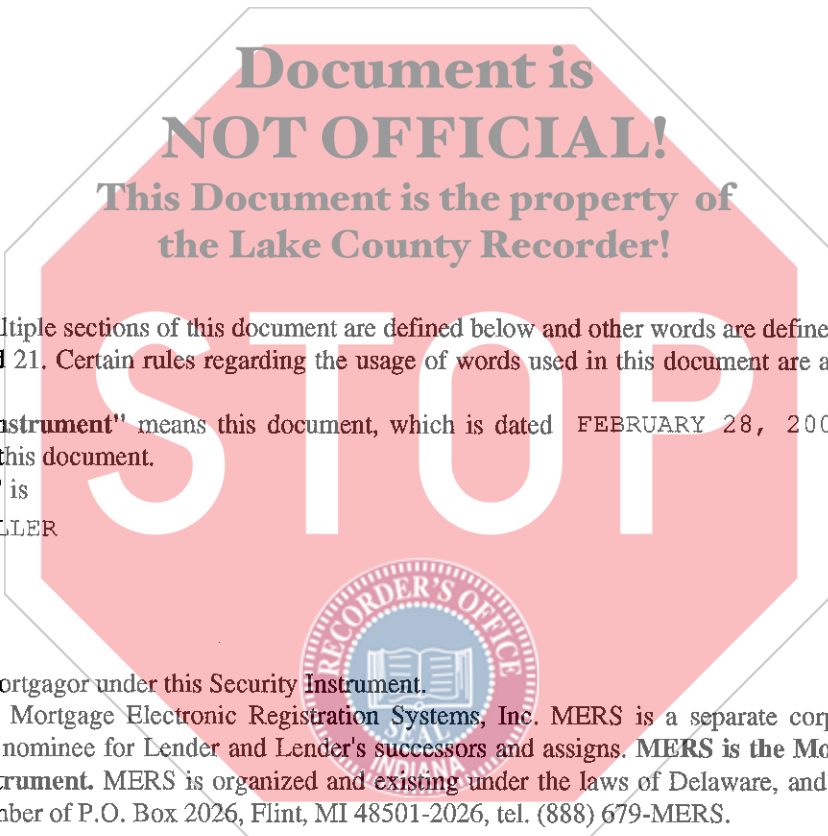 Document is
NOT OFFICIAL!
This Document is the property of
the Lake County Recorder!
ltiple sections of this document are defined below and other words are define
d 21. Certain rules regarding the usage of words used in this document are a
STOP
nstrument" means this document, which is dated FEBRUARY 28, 200
this document.
" is
LLER
RECORDER'S OFFICE
ortgagor under this Security Instrument.
Mortgage Electronic Registration Systems, Inc. MERS is a separate corp
nominee for Lender and Lender's successors and assigns. MERS is the Mo
SEAL
INDIANA
trument. MERS is organized and existing under the laws of Delaware, and
nber of P.O. Box 2026, Flint, MI 48501-2026, tel. (888) 679-MERS.